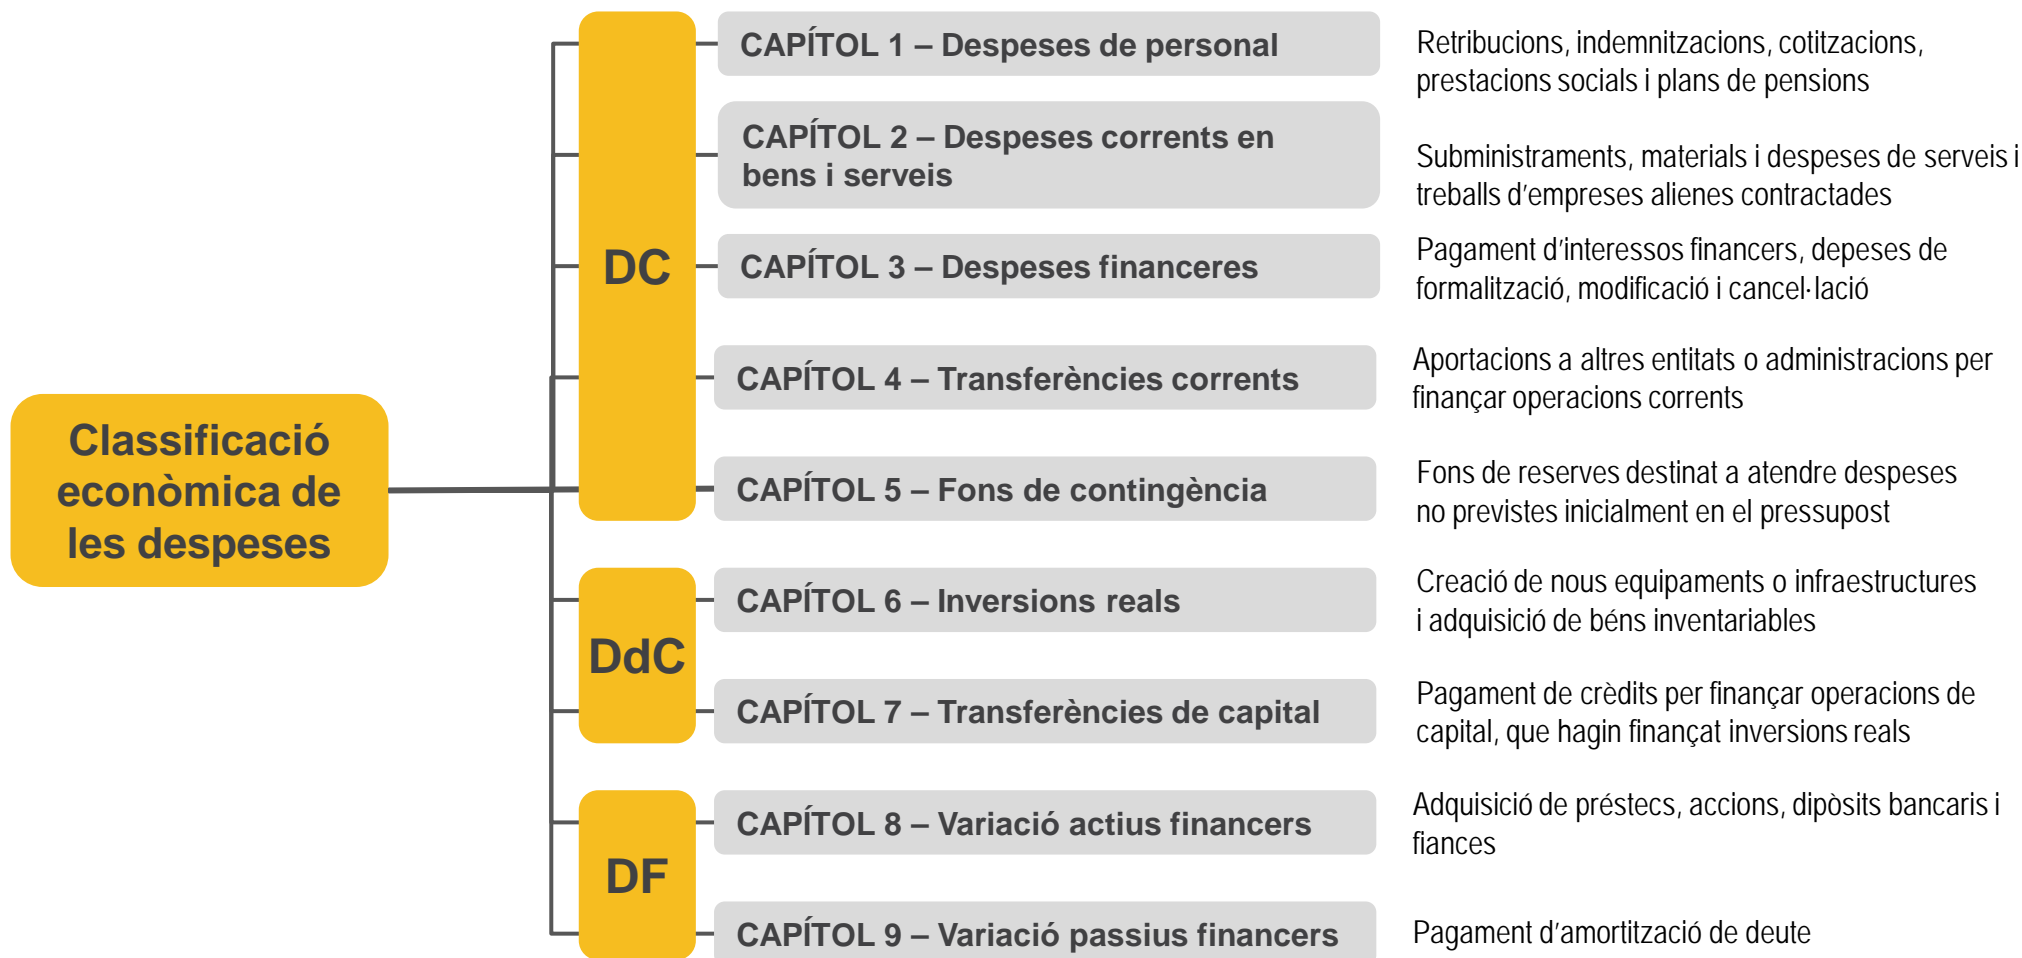 Classificació
econòmica de
les despeses
DC
CAPÍTOL 1 – Despeses de personal
Retribucions, indemnitzacions, cotitzacions,
prestacions socials i plans de pensions
CAPÍTOL 2 – Despeses corrents en
bens i serveis
Subministraments, materials i despeses de serveis i
treballs d'empreses alienes contractades
CAPÍTOL 3 – Despeses financeres
Pagament d'interessos financers, depeses de
formalització, modificació i cancel·lació
CAPÍTOL 4 – Transferències corrents
Aportacions a altres entitats o administracions per
finançar operacions corrents
CAPÍTOL 5 – Fons de contingència
Fons de reserves destinat a atendre despeses
no previstes inicialment en el pressupost
DdC
CAPÍTOL 6 – Inversions reals
Creació de nous equipaments o infraestructures
i adquisició de béns inventariables
CAPÍTOL 7 – Transferències de capital
Pagament de crèdits per finançar operacions de
capital, que hagin finançat inversions reals
DF
CAPÍTOL 8 – Variació actius financers
Adquisició de préstecs, accions, dipòsits bancaris i
fiances
CAPÍTOL 9 – Variació passius financers
Pagament d'amortització de deute